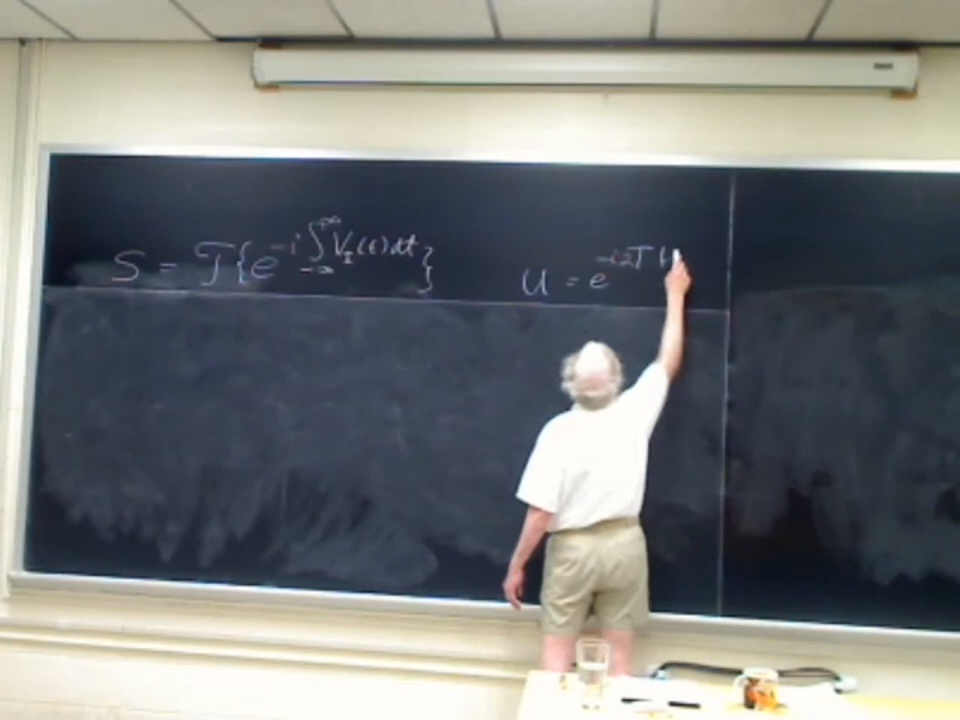 S = T{e^{-i ∫_{-∞}^{+∞} V_I(t) dt}}
U = e^{-i2T